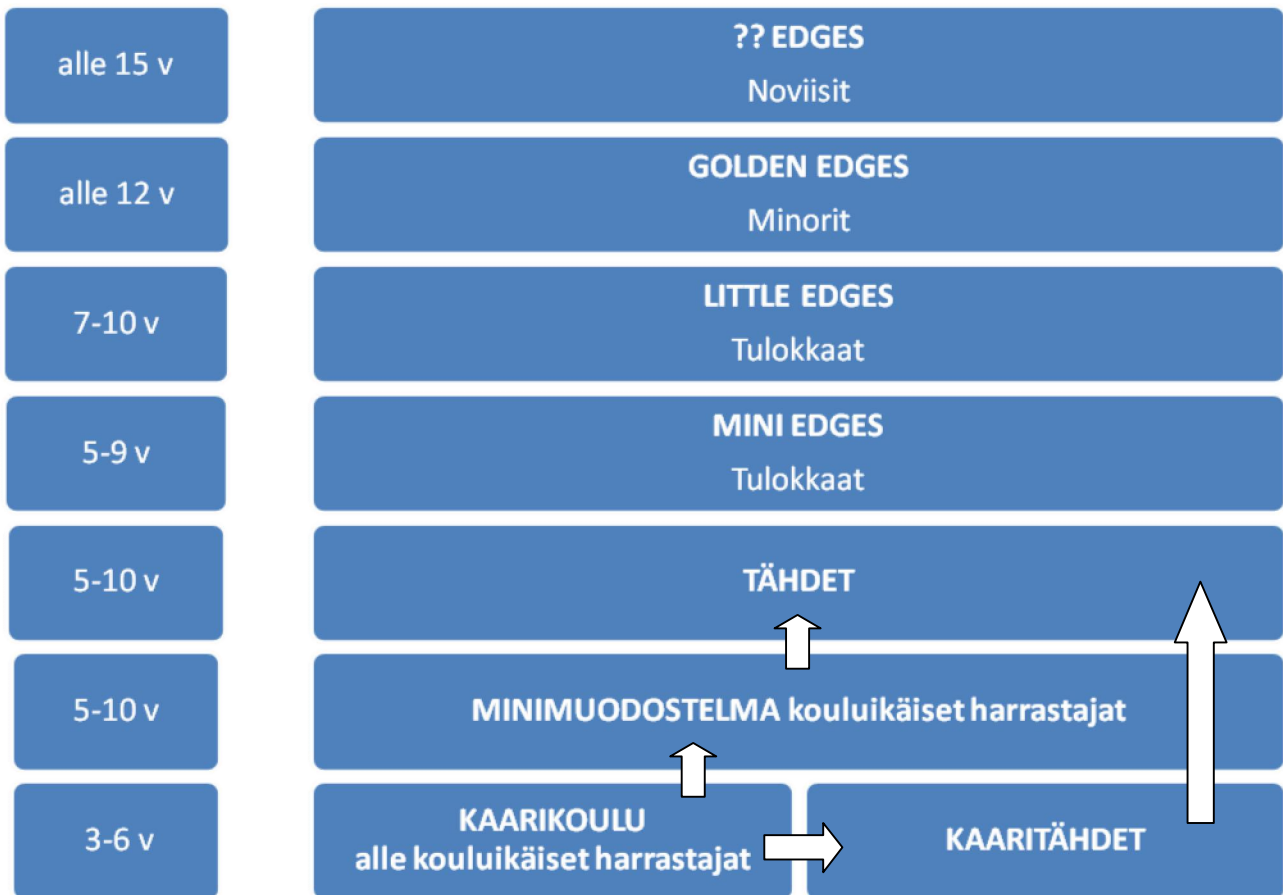 alle 15 v
?? EDGES
Noviisit
alle 12 v
GOLDEN EDGES
Minorit
7-10 v
LITTLE EDGES
Tulokkaat
5-9 v
MINI EDGES
Tulokkaat
5-10 v
TÄHDET
5-10 v
MINIMUODOSTELMA kouluikäiset harrastajat
3-6 v
KAARIKOULU
alle kouluikäiset harrastajat
KAARITÄHDET